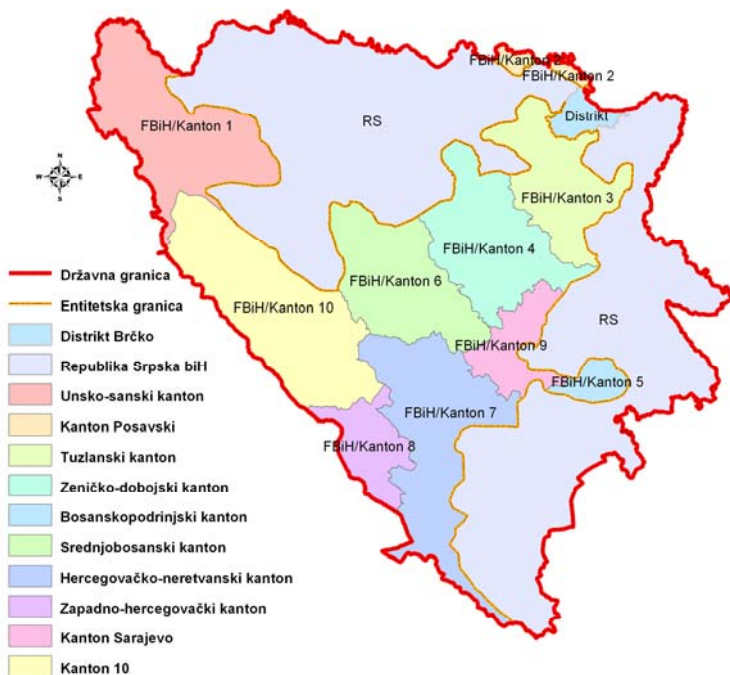 FBiH/Kanton 2
FBiH/Kanton 2
Distrikt
FBiH/Kanton 1
RS
FBiH/Kanton 3
N
W E
S
FBiH/Kanton 4
FBiH/Kanton 6
FBiH/Kanton 10
RS
FBiH/Kanton 9
FBiH/Kanton 5
FBiH/Kanton 7
FBiH/Kanton 8
Državna granica
Entitetska granica
Distrikt Brčko
Republika Srpska biH
Unsko-sanski kanton
Kanton Posavski
Tuzlanski kanton
Zeničko-dobojski kanton
Bosanskopodrinjski kanton
Srednjobosanski kanton
Hercegovačko-neretvanski kanton
Zapadno-hercegovački kanton
Kanton Sarajevo
Kanton 10